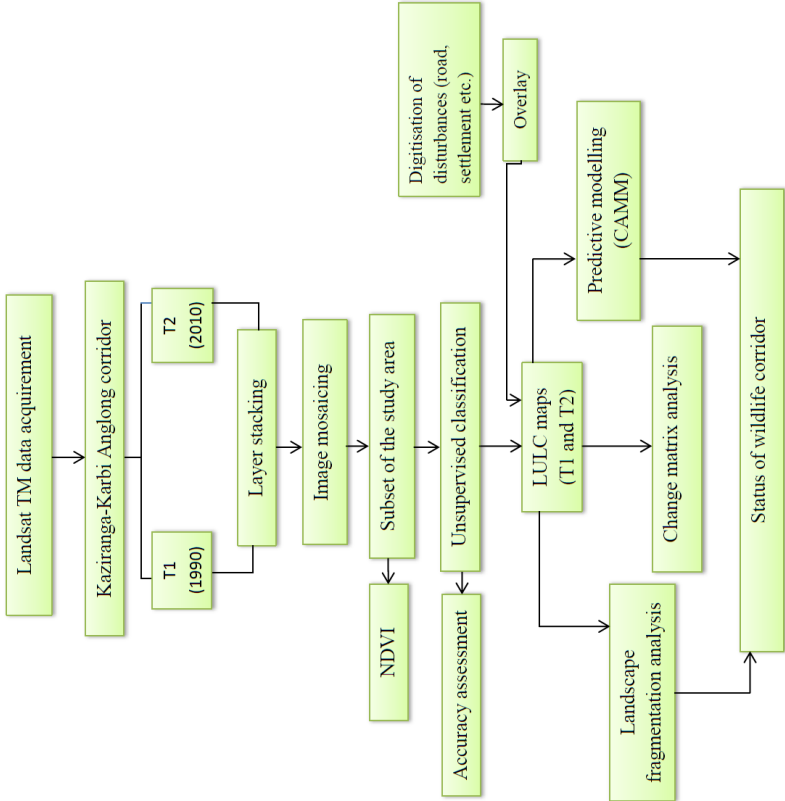 Landsat TM data acquirement
Kaziranga-Karbi Anglong corridor
T1
(1990)
T2
(2010)
Layer stacking
Image mosaicing
Subset of the study area
NDVI
Unsupervised classification
Accuracy assessment
Digitisation of
disturbances (road,
settlement etc.)
Overlay
LULC maps
(T1 and T2)
Landscape
fragmentation analysis
Change matrix analysis
Predictive modelling
(CAMM)
Status of wildlife corridor